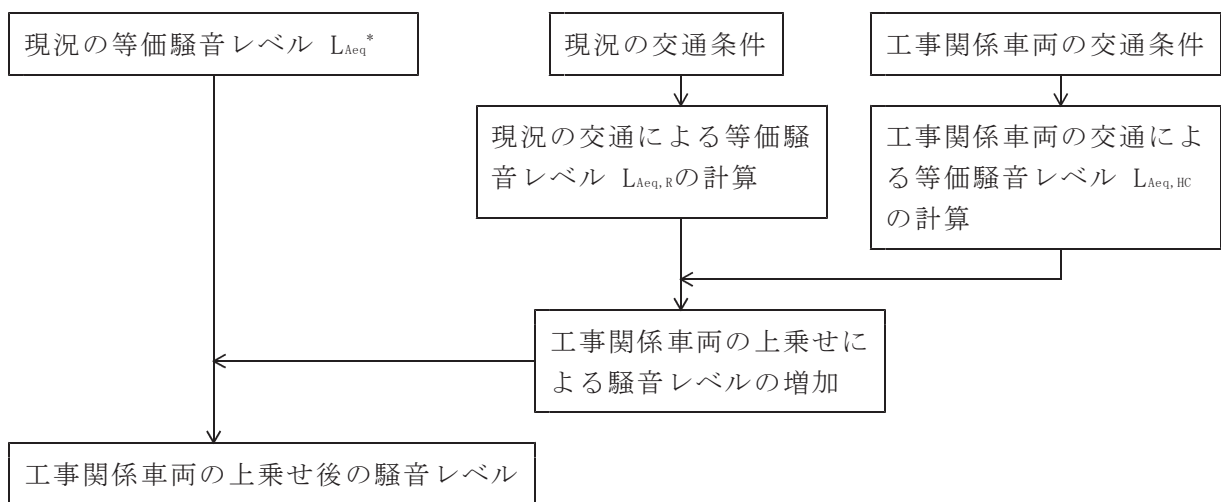 現況の等価騒音レベル LAeq*
現況の交通条件
工事関係車両の交通条件
現況の交通による等価騒
音レベル LAeq,Rの計算
工事関係車両の交通によ
る等価騒音レベル LAeq,HC
の計算
工事関係車両の上乗せに
よる騒音レベルの増加
工事関係車両の上乗せ後の騒音レベル